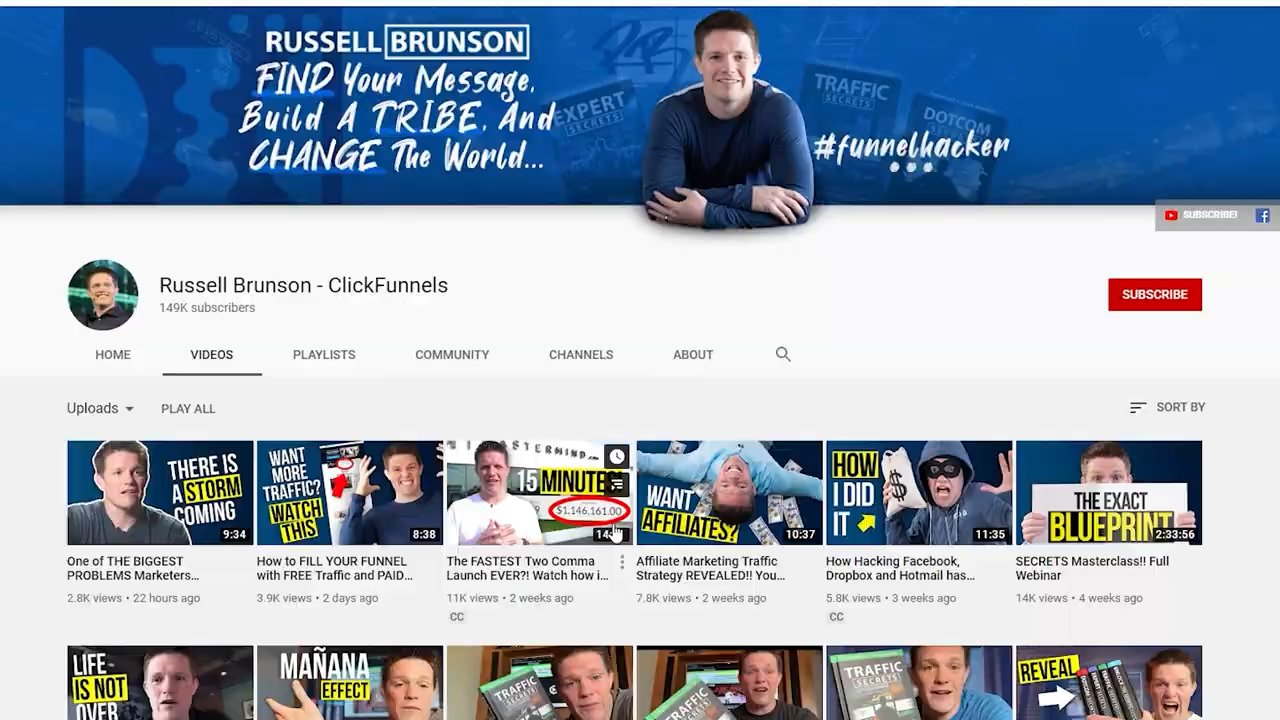 RUSSELL BRUNSON
FIND Your Message,
Build A TRIBE, And
CHANGE The World...
EXPERT
SECRETS
TRAFFIC
SECRETS
DOTCOM
SECRETS
#funnelhacker
SUBSCRIBE!
Russell Brunson - ClickFunnels
149K subscribers
SUBSCRIBE
HOME VIDEOS PLAYLISTS COMMUNITY CHANNELS ABOUT
Uploads PLAY ALL SORT BY
THERE IS
A STORM
COMING
9:34
WANT
MORE
TRAFFIC?
WATCH
THIS
8:38
15 MINUTES
$1,146,161.00
WANT
AFFILIATES?
10:37
HOW
I DID
IT
11:35
THE EXACT
BLUEPRINT
2:33:56
One of THE BIGGEST
PROBLEMS Marketers...
2.8K views • 22 hours ago
How to FILL YOUR FUNNEL
with FREE Traffic and PAID...
3.9K views • 2 days ago
The FASTEST Two Comma
Launch EVER?! Watch how i...
11K views • 2 weeks ago
CC
Affiliate Marketing Traffic
Strategy REVEALED!! You...
7.8K views • 2 weeks ago
How Hacking Facebook,
Dropbox and Hotmail has...
5.8K views • 3 weeks ago
CC
SECRETS Masterclass!! Full
Webinar
14K views • 4 weeks ago
LIFE
IS NOT
OVER
MAÑANA
EFFECT
TRAFFIC
SECRETS
TRAFFIC
SECRETS
TRAFFIC
SECRETS
REVEAL